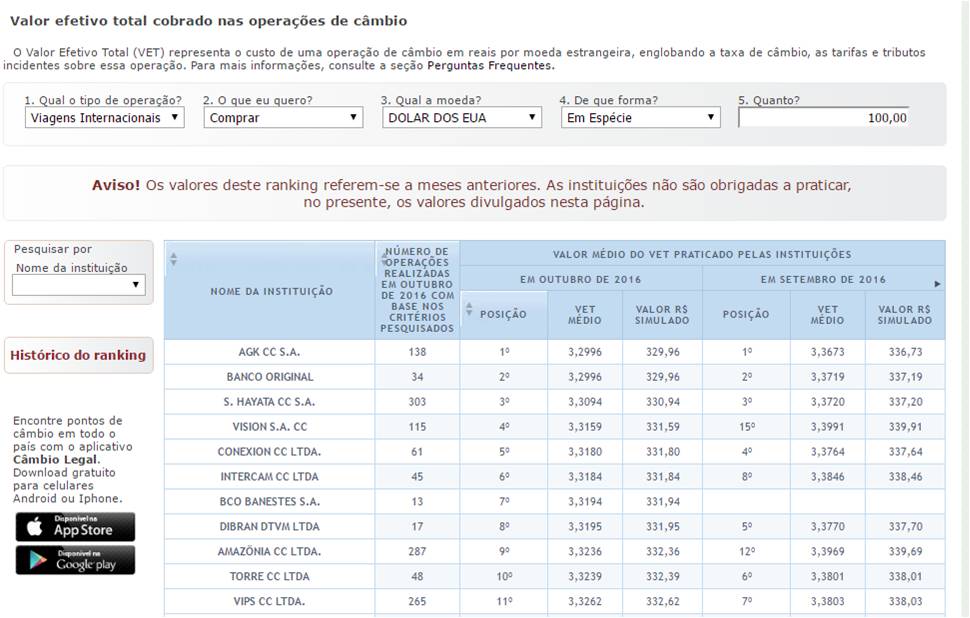 Valor efetivo total cobrado nas operações de câmbio
O Valor Efetivo Total (VET) representa o custo de uma operação de câmbio em reais por moeda estrangeira, englobando a taxa de câmbio, as tarifas e tributos
incidentes sobre essa operação. Para mais informações, consulte a seção Perguntas Frequentes.
1. Qual o tipo de operação? 2. O que eu quero? 3. Qual a moeda? 4. De que forma? 5. Quanto?
Viagens Internacionais Comprar DOLAR DOS EUA Em Espécie 100,00
Aviso! Os valores deste ranking referem-se a meses anteriores. As instituições não são obrigadas a praticar,
no presente, os valores divulgados nesta página.
Pesquisar por
Nome da instituição
Histórico do ranking
Encontre pontos de
câmbio em todo o
país com o aplicativo
Câmbio Legal.
Download gratuito
para celulares
Android ou Iphone.
Disponível na
App Store
Disponível na
Google play
NOME DA INSTITUIÇÃO
NÚMERO DE
OPERAÇÕES
REALIZADAS
EM OUTUBRO
DE 2016 COM
BASE NOS
CRITÉRIOS
PESQUISADOS
VALOR MÉDIO DO VET PRATICADO PELAS INSTITUIÇÕES
EM OUTUBRO DE 2016 EM SETEMBRO DE 2016
POSIÇÃO VET MÉDIO VALOR R$ SIMULADO POSIÇÃO VET MÉDIO VALOR R$ SIMULADO
AGK CC S.A. 138 1º 3,2996 329,96 1º 3,3673 336,73
BANCO ORIGINAL 34 2º 3,2996 329,96 2º 3,3719 337,19
S. HAYATA CC S.A. 303 3º 3,3094 330,94 3º 3,3720 337,20
VISION S.A. CC 115 4º 3,3159 331,59 15º 3,3991 339,91
CONEXION CC LTDA. 61 5º 3,3180 331,80 4º 3,3764 337,64
INTERCAM CC LTDA 45 6º 3,3184 331,84 8º 3,3846 338,46
BCO BANESTES S.A. 13 7º 3,3194 331,94
DIBRAN DTVM LTDA 17 8º 3,3195 331,95 5º 3,3770 337,70
AMAZÔNIA CC LTDA. 287 9º 3,3236 332,36 12º 3,3969 339,69
TORRE CC LTDA 48 10º 3,3239 332,39 6º 3,3801 338,01
VIPS CC LTDA. 265 11º 3,3262 332,62 7º 3,3803 338,03